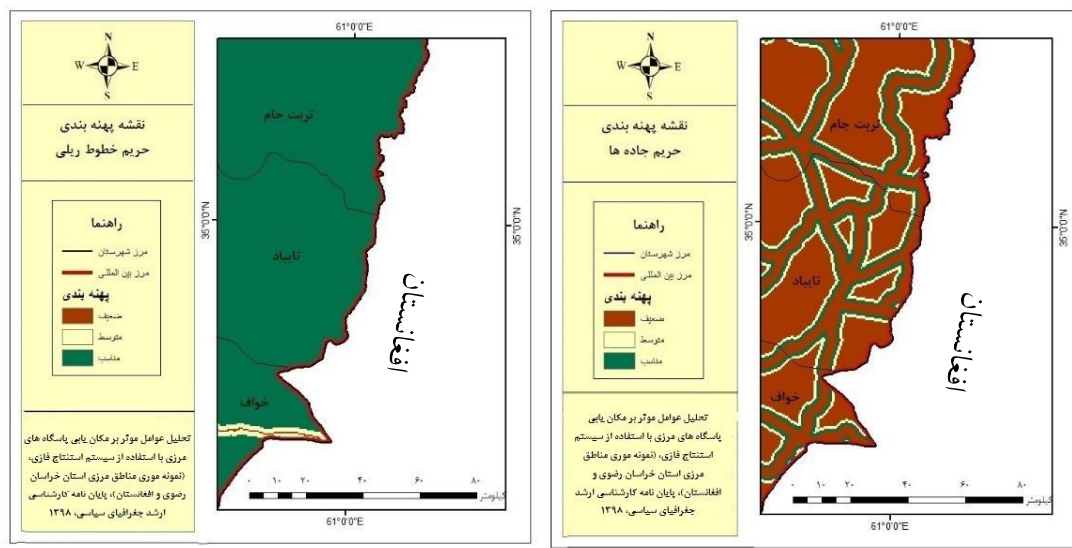 N
W E
S
نقشه پهنه بندی
حریم خطوط ریلی
راهنما
مرز شهرستان
مرز بین المللی
پهنه بندی
ضعیف
متوسط
مناسب
تحلیل عوامل موثر بر مکان یابی پاسگاه های
مرزی با استفاده از سیستم استنتاج فازی،
(نمونه موری مناطق مرزی استان خراسان
رضوی و افغانستان)، پایان نامه کارشناسی
ارشد جغرافیای سیاسی، ۱۳۹۸
61°0'0"E
تربت جام
تایباد
خواف
افغانستان
35°0'0"N
35°0'0"N
۰ ۱۰ ۲۰ ۴۰ ۶۰ ۸۰
کیلومتر
61°0'0"E
N
W E
S
نقشه پهنه بندی
حریم جاده ها
راهنما
مرز شهرستان
مرز بین المللی
پهنه بندی
ضعیف
متوسط
مناسب
تحلیل عوامل موثر بر مکان یابی
پاسگاه های مرزی با استفاده از سیستم
استنتاج فازی، (نمونه موری مناطق
مرزی استان خراسان رضوی و
افغانستان)، پایان نامه کارشناسی ارشد
جغرافیای سیاسی، ۱۳۹۸
61°0'0"E
تربت جام
تایباد
خواف
افغانستان
35°0'0"N
35°0'0"N
۰ ۱۰ ۲۰ ۴۰ ۶۰ ۸۰
کیلومتر
61°0'0"E